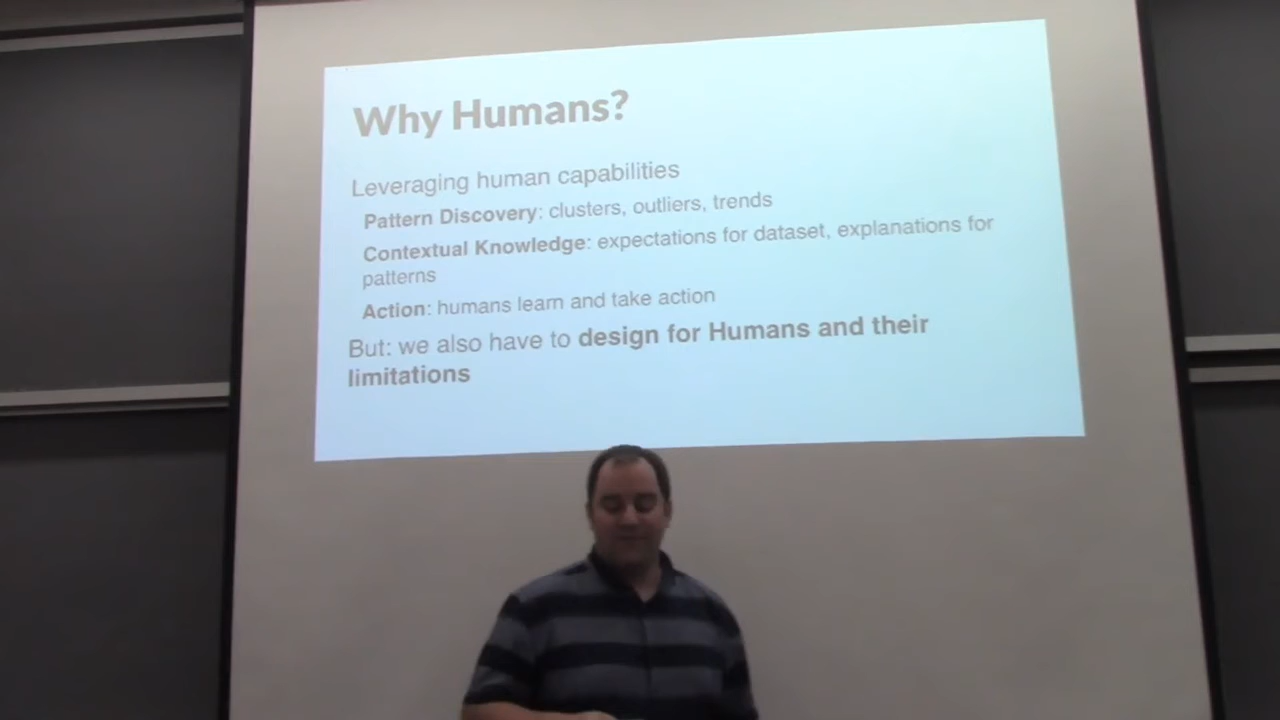 Why Humans?
Leveraging human capabilities
Pattern Discovery: clusters, outliers, trends
Contextual Knowledge: expectations for dataset, explanations for
patterns
Action: humans learn and take action
But: we also have to design for Humans and their
limitations